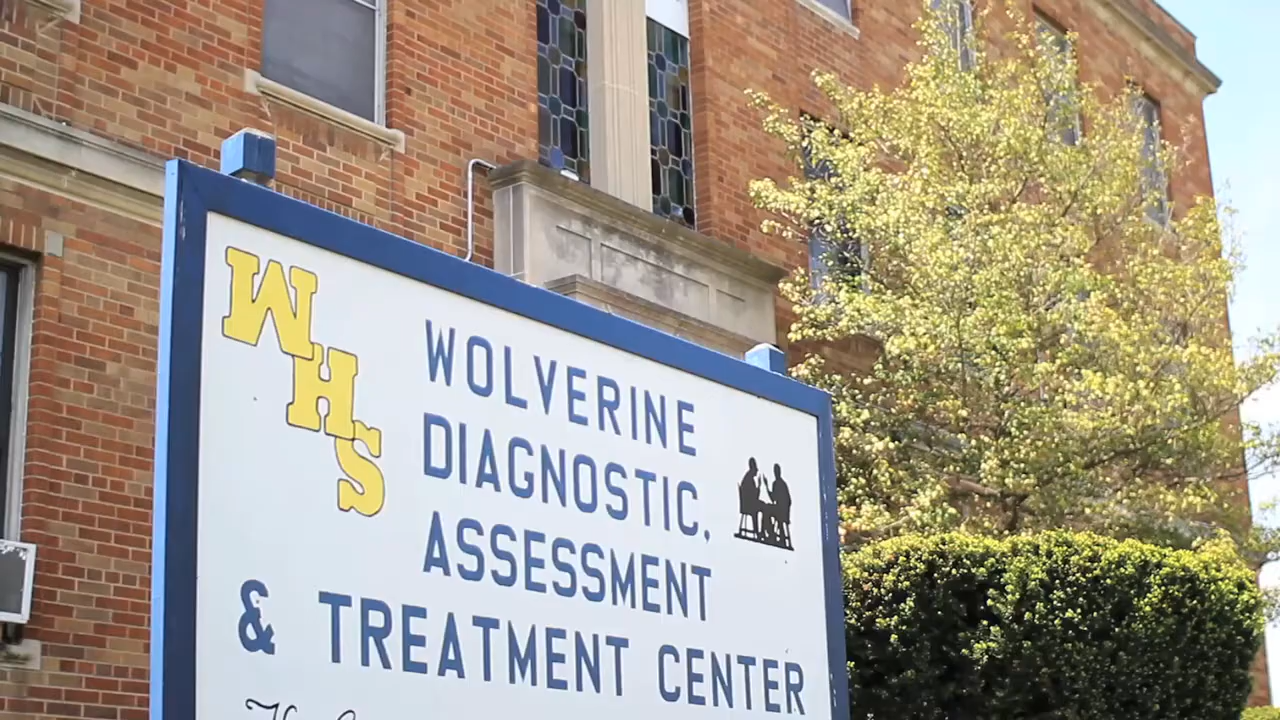 WHS
WOLVERINE
DIAGNOSTIC,
ASSESSMENT
& TREATMENT CENTER